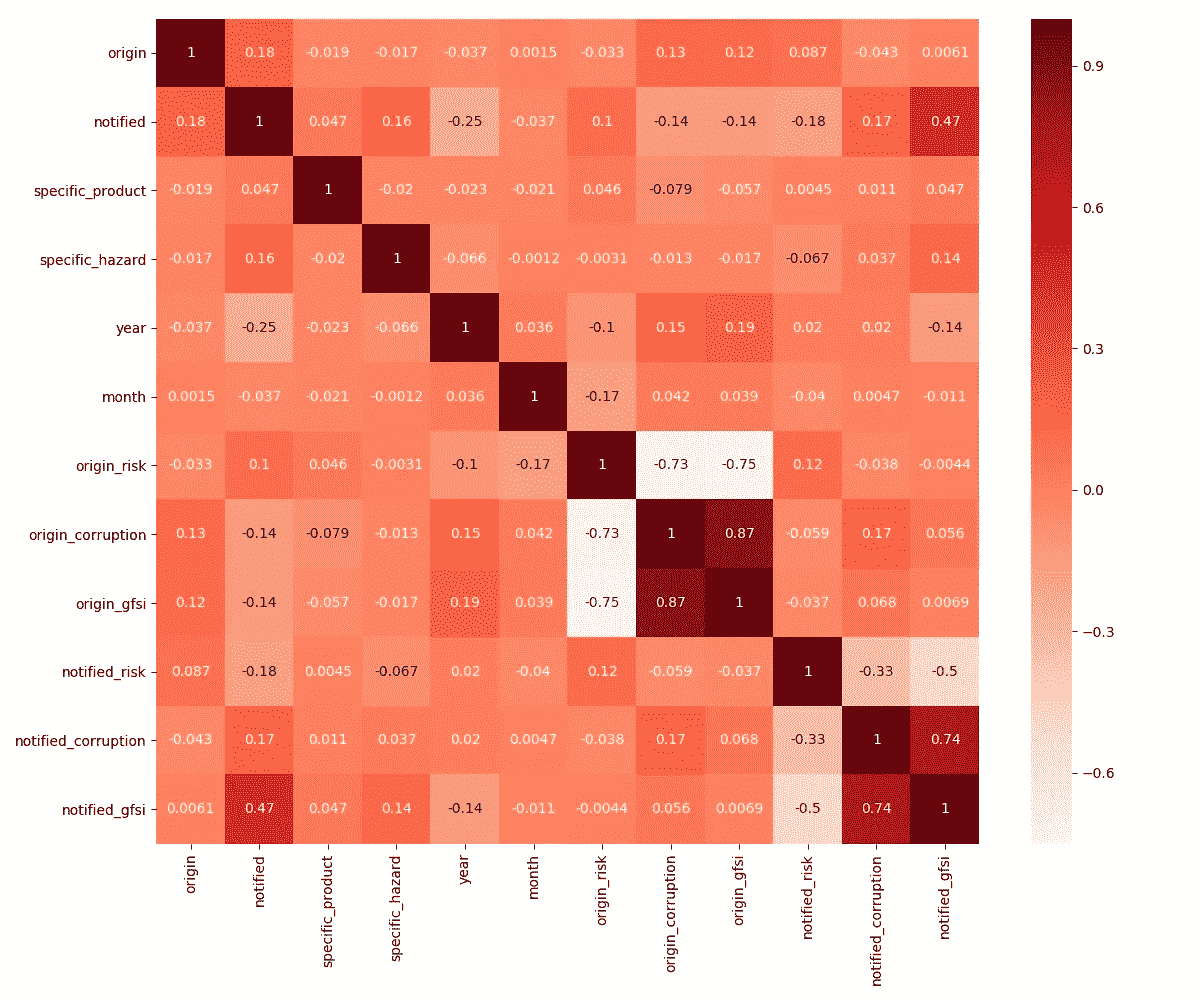 origin 1 0.18 -0.019 -0.017 -0.037 0.0015 -0.033 0.13 0.12 0.087 -0.043 0.0061
notified 0.18 1 0.047 0.16 -0.25 -0.037 0.1 -0.14 -0.14 -0.18 0.17 0.47
specific_product -0.019 0.047 1 -0.02 -0.023 -0.021 0.046 -0.079 -0.057 0.0045 0.011 0.047
specific_hazard -0.017 0.16 -0.02 1 -0.066 -0.0012 -0.0031 -0.013 -0.017 -0.067 0.037 0.14
year -0.037 -0.25 -0.023 -0.066 1 0.036 -0.1 0.15 0.19 0.02 0.02 -0.14
month 0.0015 -0.037 -0.021 -0.0012 0.036 1 -0.17 0.042 0.039 -0.04 0.0047 -0.011
origin_risk -0.033 0.1 0.046 -0.0031 -0.1 -0.17 1 -0.73 -0.75 0.12 -0.038 -0.0044
origin_corruption 0.13 -0.14 -0.079 -0.013 0.15 0.042 -0.73 1 0.87 -0.059 0.17 0.056
origin_gfsi 0.12 -0.14 -0.057 -0.017 0.19 0.039 -0.75 0.87 1 -0.037 0.068 0.0069
notified_risk 0.087 -0.18 0.0045 -0.067 0.02 -0.04 0.12 -0.059 -0.037 1 -0.33 -0.5
notified_corruption -0.043 0.17 0.011 0.037 0.02 0.0047 -0.038 0.17 0.068 -0.33 1 0.74
notified_gfsi 0.0061 0.47 0.047 0.14 -0.14 -0.011 -0.0044 0.056 0.0069 -0.5 0.74 1
origin
notified
specific_product
specific_hazard
year
month
origin_risk
origin_corruption
origin_gfsi
notified_risk
notified_corruption
notified_gfsi
0.9
0.6
0.3
0.0
−0.3
−0.6